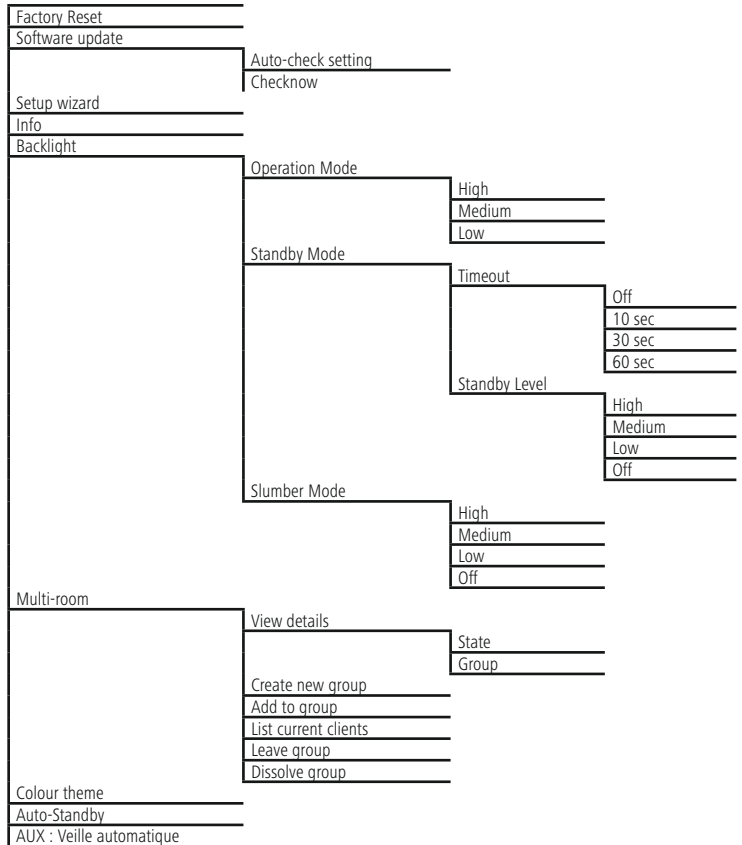 Factory Reset
Software update
Auto-check setting
Checknow
Setup wizard
Info
Backlight
Operation Mode
High
Medium
Low
Standby Mode
Timeout
Off
10 sec
30 sec
60 sec
Standby Level
High
Medium
Low
Off
Slumber Mode
High
Medium
Low
Off
Multi-room
View details
State
Group
Create new group
Add to group
List current clients
Leave group
Dissolve group
Colour theme
Auto-Standby
AUX : Veille automatique